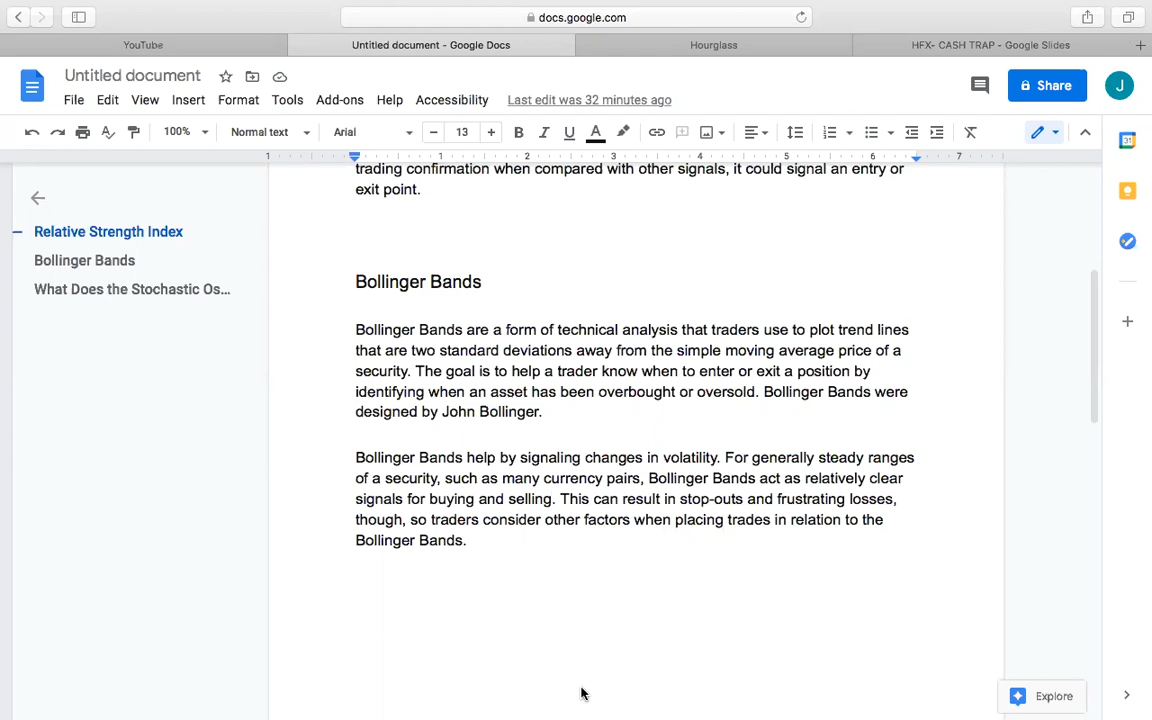 docs.google.com
YouTube
Untitled document - Google Docs
Hourglass
HFX- CASH TRAP - Google Slides
Untitled document
File Edit View Insert Format Tools Add-ons Help Accessibility Last edit was 32 minutes ago
Share
J
100% Normal text Arial 13
1 1 2 3 4 5 6 7
31
trading confirmation when compared with other signals, it could signal an entry or
exit point.
Relative Strength Index
Bollinger Bands
What Does the Stochastic Os...
Bollinger Bands
Bollinger Bands are a form of technical analysis that traders use to plot trend lines
that are two standard deviations away from the simple moving average price of a
security. The goal is to help a trader know when to enter or exit a position by
identifying when an asset has been overbought or oversold. Bollinger Bands were
designed by John Bollinger.
Bollinger Bands help by signaling changes in volatility. For generally steady ranges
of a security, such as many currency pairs, Bollinger Bands act as relatively clear
signals for buying and selling. This can result in stop-outs and frustrating losses,
though, so traders consider other factors when placing trades in relation to the
Bollinger Bands.
Explore